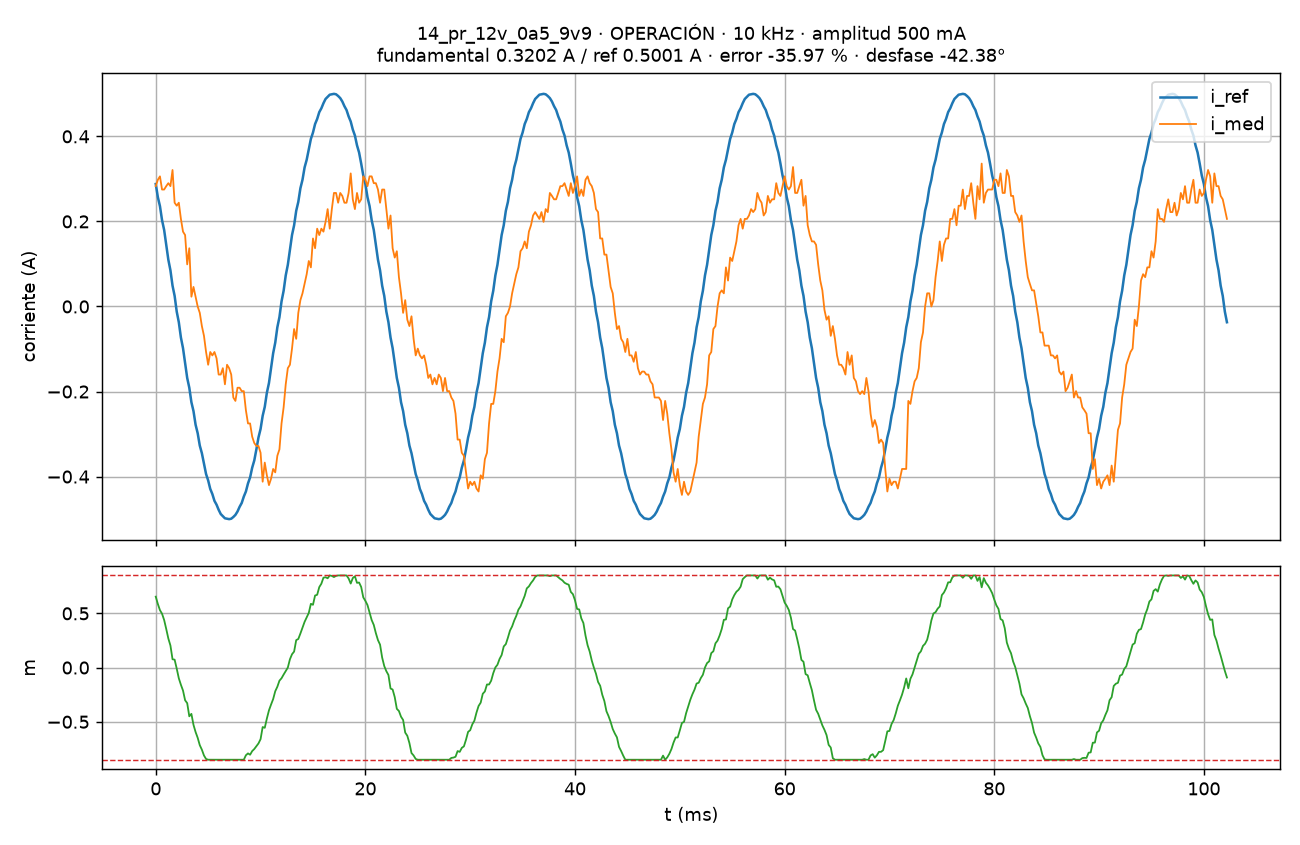 14_pr_12v_0a5_9v9 · OPERACIÓN · 10 kHz · amplitud 500 mA
fundamental 0.3202 A / ref 0.5001 A · error -35.97 % · desfase -42.38°
i_ref
i_med
0.4
0.2
0.0
−0.2
−0.4
corriente (A)
0.5
0.0
−0.5
m
0 20 40 60 80 100
t (ms)